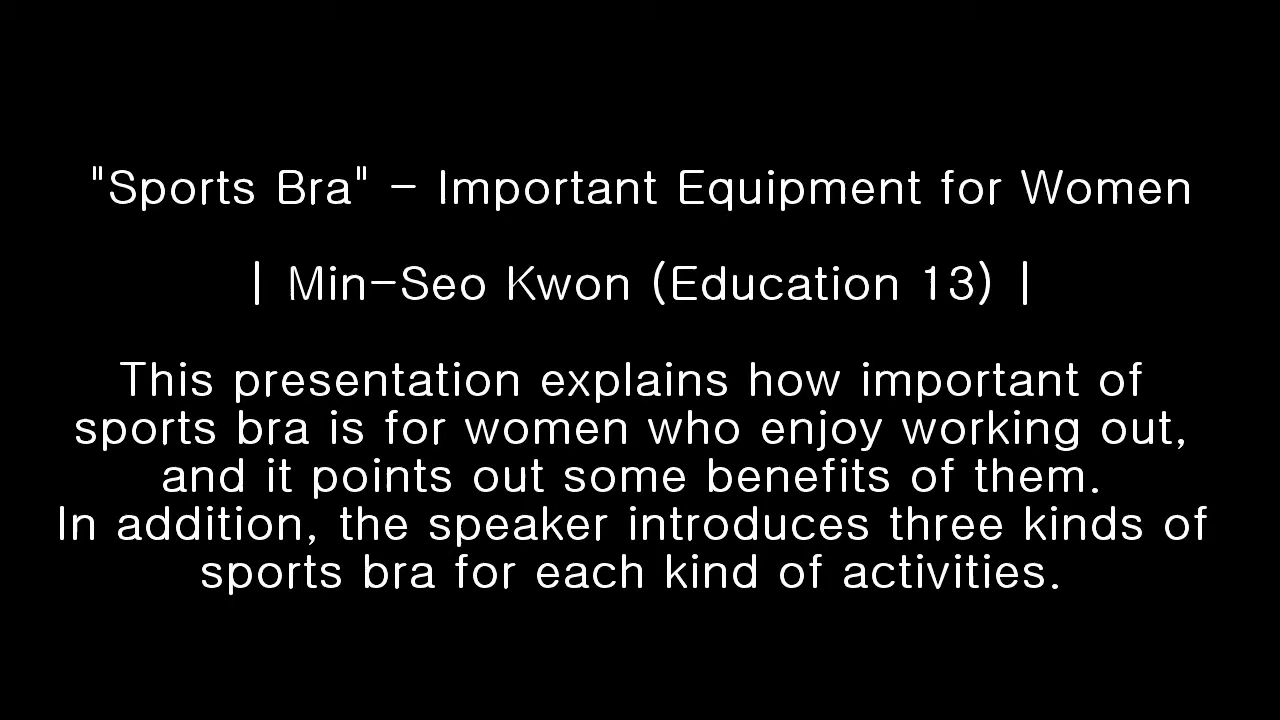 "Sports Bra" - Important Equipment for Women
| Min-Seo Kwon (Education 13) |
This presentation explains how important of
sports bra is for women who enjoy working out,
and it points out some benefits of them.
In addition, the speaker introduces three kinds of
sports bra for each kind of activities.